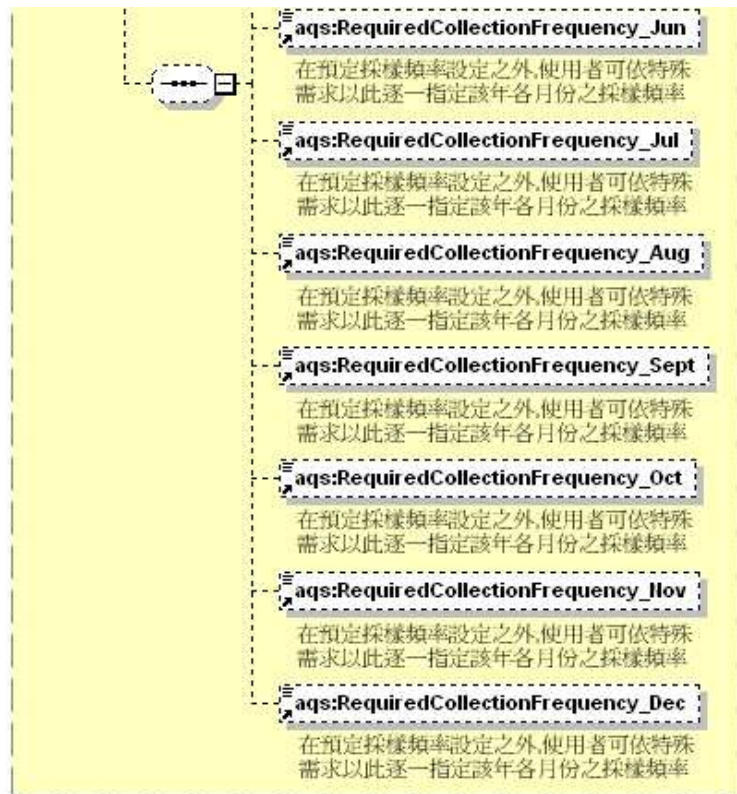 aqs:RequiredCollectionFrequency_Jun
在預定採樣頻率設定之外,使用者可依特殊
需求以此逐一指定該年各月份之採樣頻率
aqs:RequiredCollectionFrequency_Jul
在預定採樣頻率設定之外,使用者可依特殊
需求以此逐一指定該年各月份之採樣頻率
aqs:RequiredCollectionFrequency_Aug
在預定採樣頻率設定之外,使用者可依特殊
需求以此逐一指定該年各月份之採樣頻率
aqs:RequiredCollectionFrequency_Sept
在預定採樣頻率設定之外,使用者可依特殊
需求以此逐一指定該年各月份之採樣頻率
aqs:RequiredCollectionFrequency_Oct
在預定採樣頻率設定之外,使用者可依特殊
需求以此逐一指定該年各月份之採樣頻率
aqs:RequiredCollectionFrequency_Nov
在預定採樣頻率設定之外,使用者可依特殊
需求以此逐一指定該年各月份之採樣頻率
aqs:RequiredCollectionFrequency_Dec
在預定採樣頻率設定之外,使用者可依特殊
需求以此逐一指定該年各月份之採樣頻率